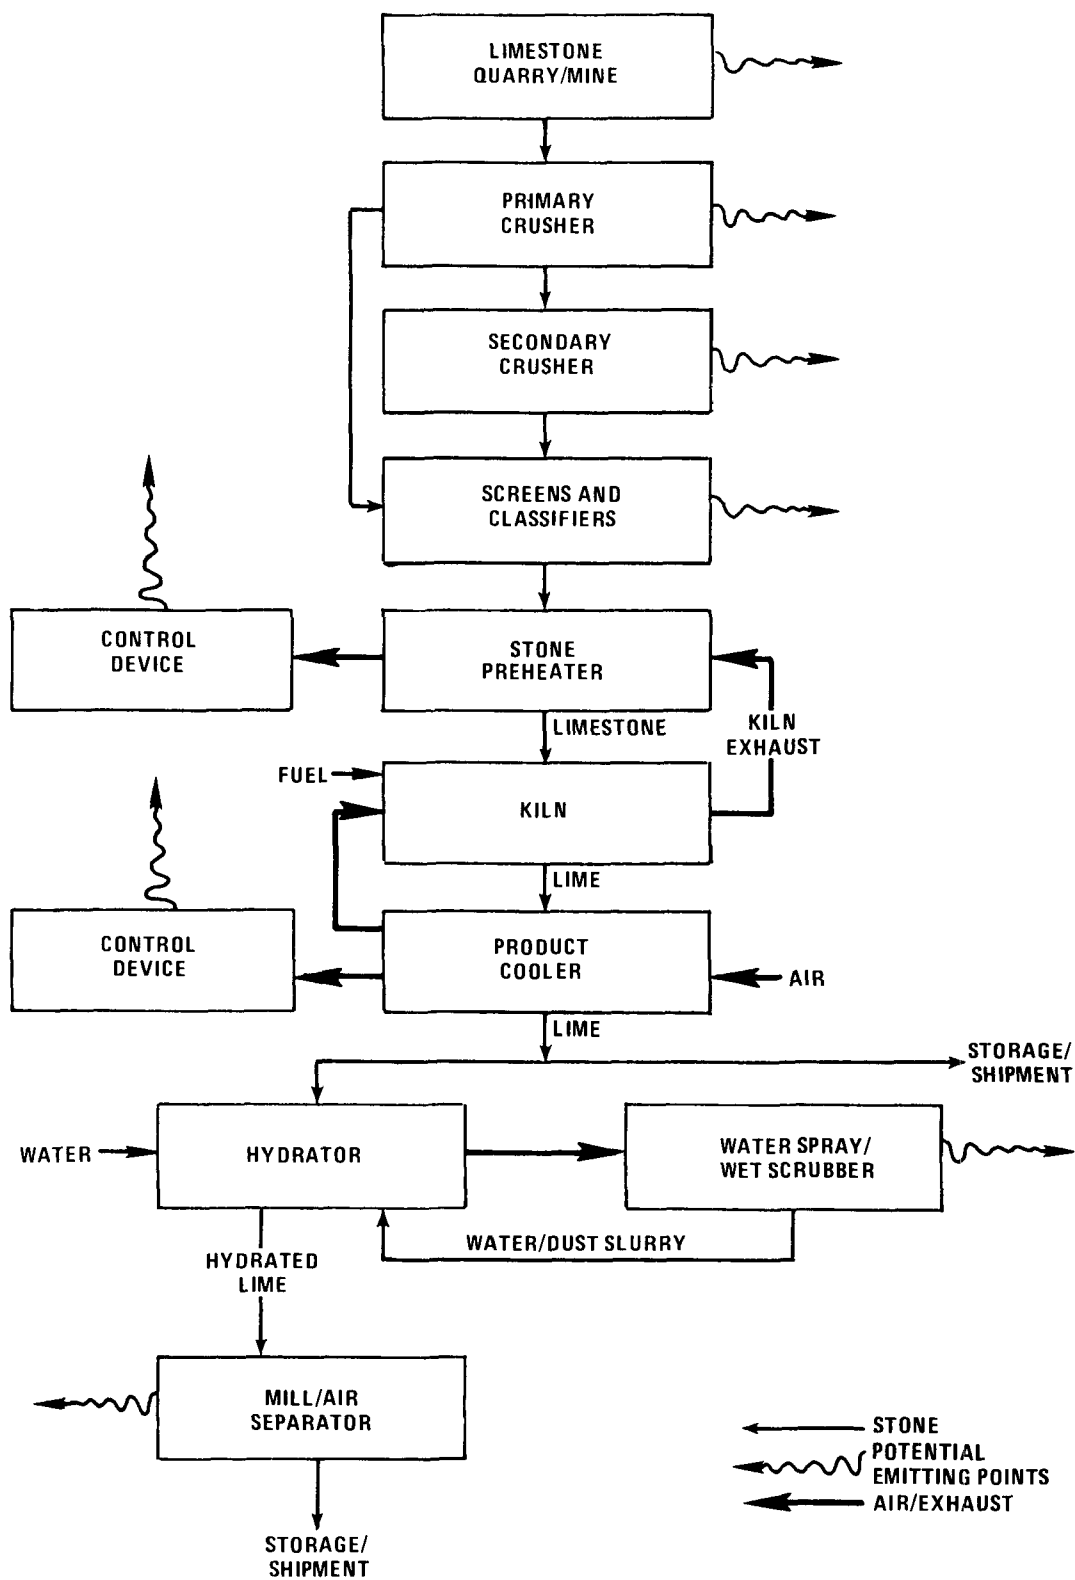 LIMESTONE
QUARRY/MINE
PRIMARY
CRUSHER
SECONDARY
CRUSHER
SCREENS AND
CLASSIFIERS
CONTROL
DEVICE
STONE
PREHEATER
KILN
EXHAUST
LIMESTONE
FUEL
KILN
LIME
CONTROL
DEVICE
PRODUCT
COOLER
AIR
LIME
STORAGE/
SHIPMENT
WATER
HYDRATOR
WATER SPRAY/
WET SCRUBBER
WATER/DUST SLURRY
HYDRATED
LIME
MILL/AIR
SEPARATOR
STORAGE/
SHIPMENT
STONE
POTENTIAL
EMITTING POINTS
AIR/EXHAUST